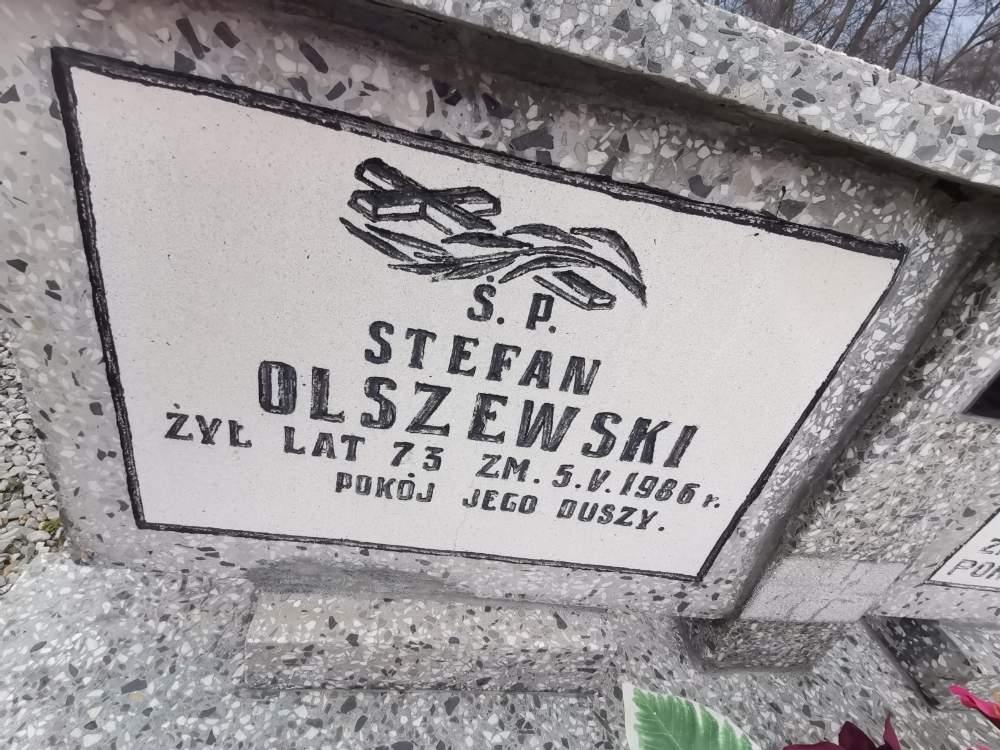 Ś. P.
STEFAN
OLSZEWSKI
ŻYŁ LAT 73 ZM. 5.V.1986 r.
POKÓJ JEGO DUSZY.